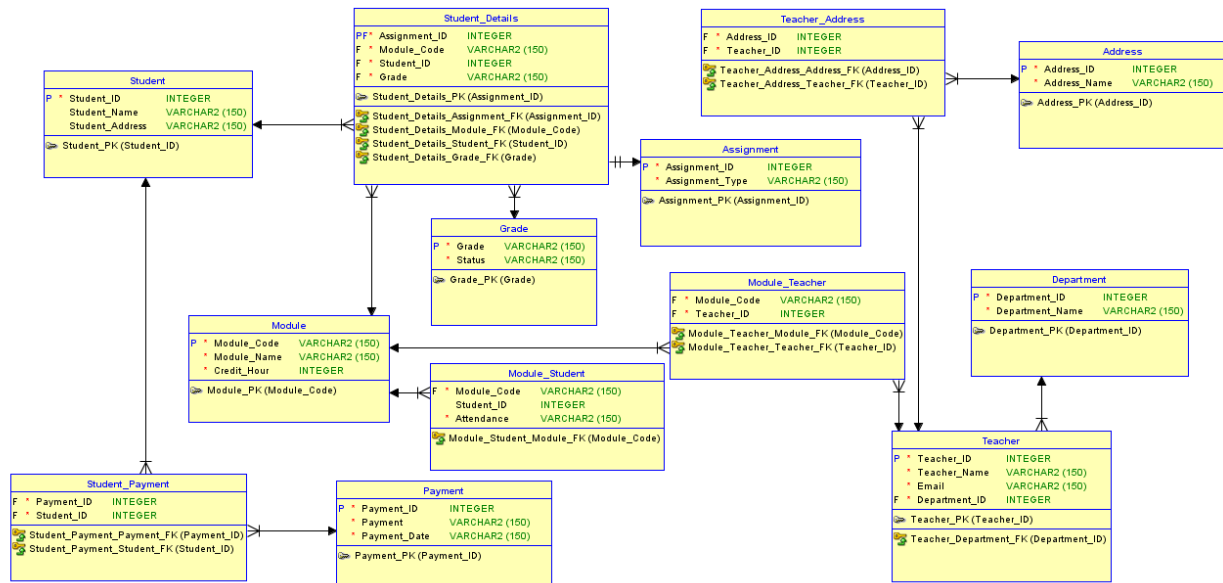 Student_Details
PF* Assignment_ID INTEGER
F * Module_Code VARCHAR2 (150)
F * Student_ID INTEGER
F * Grade VARCHAR2 (150)
Student_Details_PK (Assignment_ID)
Student_Details_Assignment_FK (Assignment_ID)
Student_Details_Module_FK (Module_Code)
Student_Details_Student_FK (Student_ID)
Student_Details_Grade_FK (Grade)
Teacher_Address
F * Address_ID INTEGER
F * Teacher_ID INTEGER
Teacher_Address_Address_FK (Address_ID)
Teacher_Address_Teacher_FK (Teacher_ID)
Address
P * Address_ID INTEGER
* Address_Name VARCHAR2 (150)
Address_PK (Address_ID)
Student
P * Student_ID INTEGER
Student_Name VARCHAR2 (150)
Student_Address VARCHAR2 (150)
Student_PK (Student_ID)
Assignment
P * Assignment_ID INTEGER
* Assignment_Type VARCHAR2 (150)
Assignment_PK (Assignment_ID)
Grade
P * Grade VARCHAR2 (150)
* Status VARCHAR2 (150)
Grade_PK (Grade)
Module_Teacher
F * Module_Code VARCHAR2 (150)
F * Teacher_ID INTEGER
Module_Teacher_Module_FK (Module_Code)
Module_Teacher_Teacher_FK (Teacher_ID)
Department
P * Department_ID INTEGER
* Department_Name VARCHAR2 (150)
Department_PK (Department_ID)
Module
P * Module_Code VARCHAR2 (150)
* Module_Name VARCHAR2 (150)
* Credit_Hour INTEGER
Module_PK (Module_Code)
Module_Student
F * Module_Code VARCHAR2 (150)
Student_ID INTEGER
* Attendance VARCHAR2 (150)
Module_Student_Module_FK (Module_Code)
Teacher
P * Teacher_ID INTEGER
* Teacher_Name VARCHAR2 (150)
* Email VARCHAR2 (150)
F * Department_ID INTEGER
Teacher_PK (Teacher_ID)
Teacher_Department_FK (Department_ID)
Student_Payment
F * Payment_ID INTEGER
F * Student_ID INTEGER
Student_Payment_Payment_FK (Payment_ID)
Student_Payment_Student_FK (Student_ID)
Payment
P * Payment_ID INTEGER
* Payment VARCHAR2 (150)
* Payment_Date VARCHAR2 (150)
Payment_PK (Payment_ID)